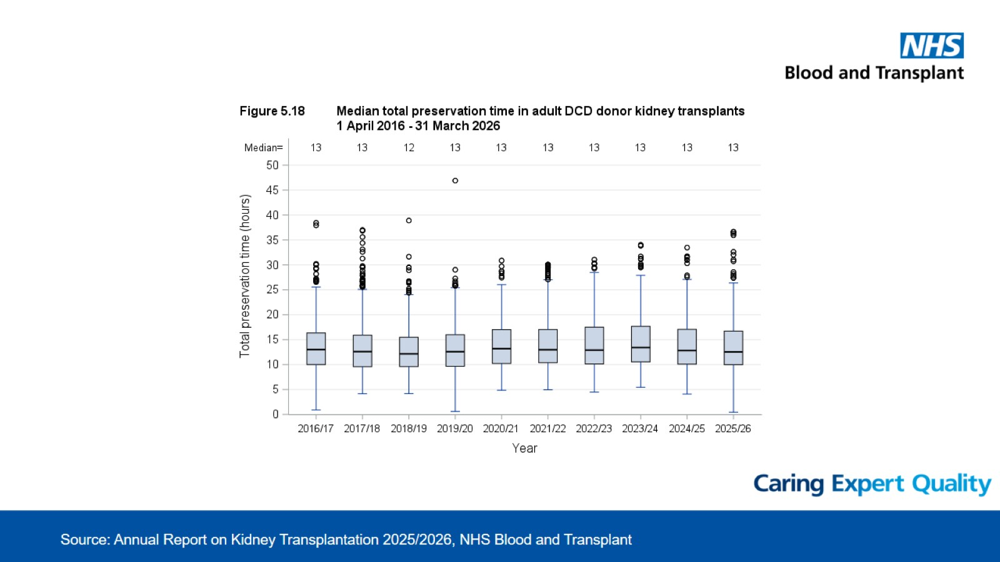 NHS
Blood and Transplant
Figure 5.18 Median total preservation time in adult DCD donor kidney transplants
1 April 2016 - 31 March 2026
Median= 13 13 12 13 13 13 13 13 13 13
50
45
40
35
30
25
20
15
10
5
0
Total preservation time (hours)
2016/17 2017/18 2018/19 2019/20 2020/21 2021/22 2022/23 2023/24 2024/25 2025/26
Year
Caring Expert Quality
Source: Annual Report on Kidney Transplantation 2025/2026, NHS Blood and Transplant